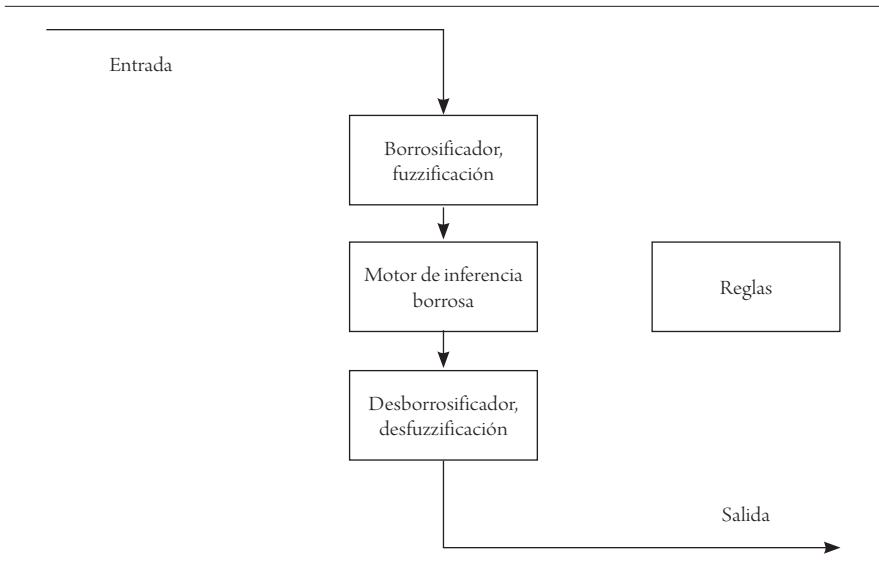 Entrada
Borrosificador,
fuzzificación
Motor de inferencia
borrosa
Reglas
Desborrosificador,
desfuzzificación
Salida